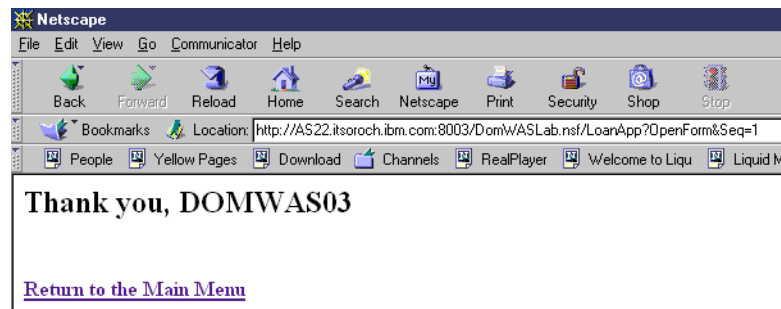 Netscape
File Edit View Go Communicator Help
My
Back Forward Reload Home Search Netscape Print Security Shop Stop
Bookmarks Location: http://AS22.itsoroch.ibm.com:8003/DomWASLab.nsf/LoanApp?OpenForm&Seq=1
People Yellow Pages Download Channels RealPlayer Welcome to Liqu Liquid M
Thank you, DOMWAS03
Return to the Main Menu